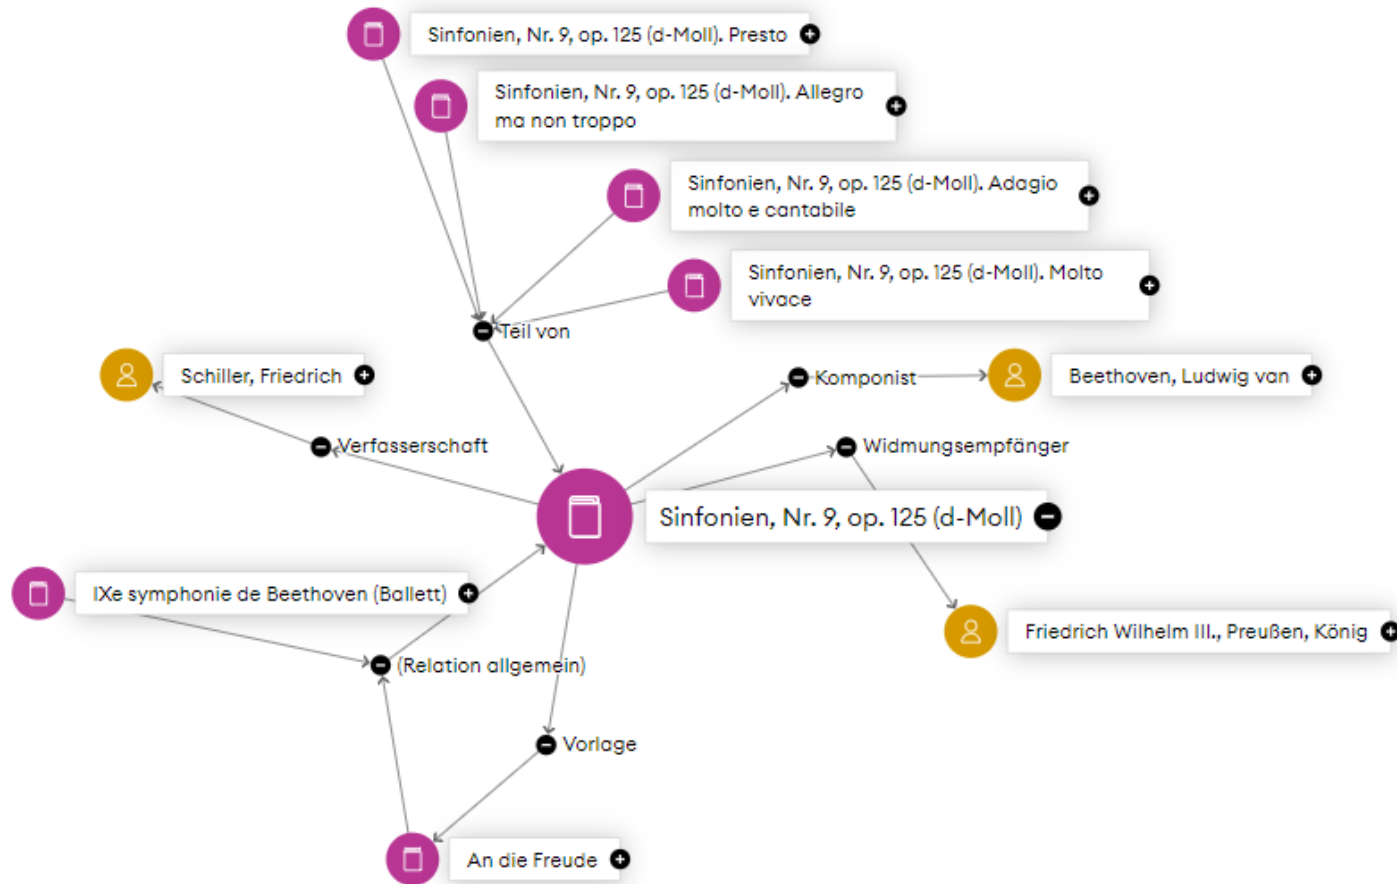 Sinfonien, Nr. 9, op. 125 (d-Moll). Presto
Sinfonien, Nr. 9, op. 125 (d-Moll). Allegro
ma non troppo
Sinfonien, Nr. 9, op. 125 (d-Moll). Adagio
molto e cantabile
Sinfonien, Nr. 9, op. 125 (d-Moll). Molto
vivace
Teil von
Schiller, Friedrich
Komponist
Beethoven, Ludwig van
Verfasserschaft
Widmungsempfänger
Sinfonien, Nr. 9, op. 125 (d-Moll)
IXe symphonie de Beethoven (Ballett)
Friedrich Wilhelm III., Preußen, König
(Relation allgemein)
Vorlage
An die Freude